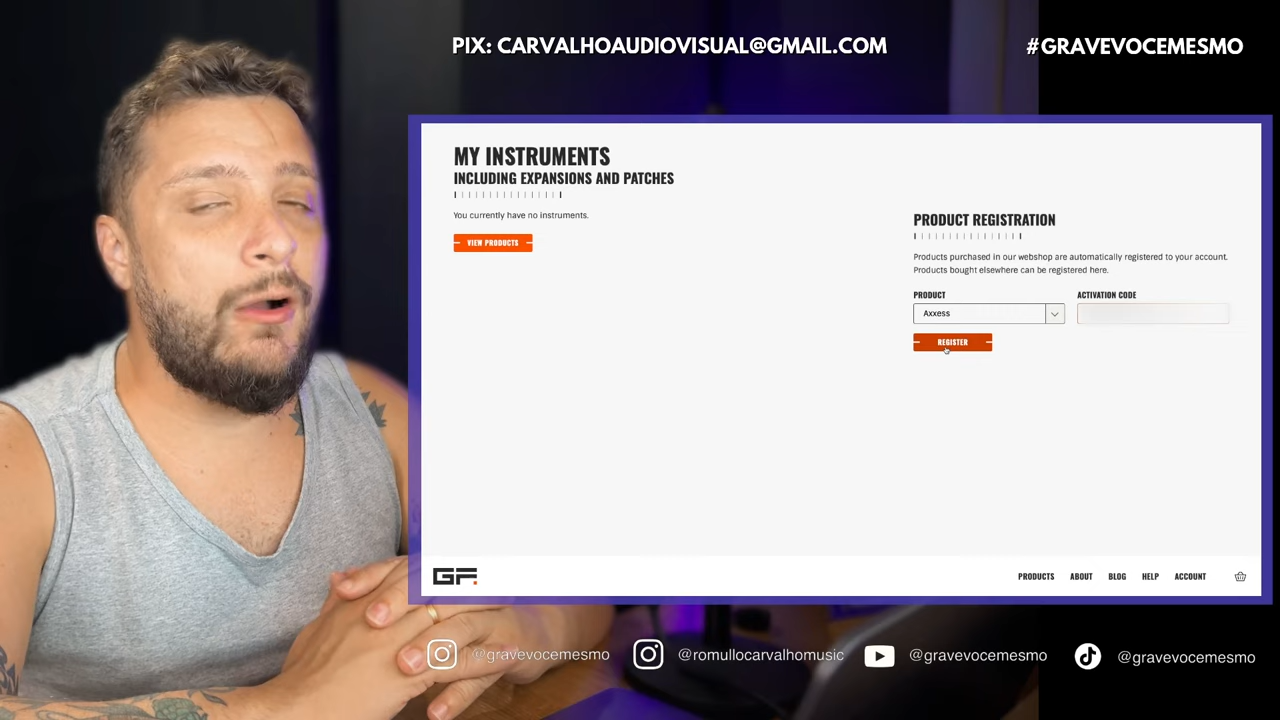 PIX: CARVALHOAUDIOVISUAL@GMAIL.COM
#GRAVEVOCEMESMO
MY INSTRUMENTS
INCLUDING EXPANSIONS AND PATCHES
You currently have no instruments.
VIEW PRODUCTS
PRODUCT REGISTRATION
Products purchased in our webshop are automatically registered to your account.
Products bought elsewhere can be registered here.
PRODUCT
ACTIVATION CODE
Axxess
REGISTER
GF.
PRODUCTS
ABOUT
BLOG
HELP
ACCOUNT
@gravevocemesmo
@romullocarvalhomusic
@gravevocemesmo
@gravevocemesmo